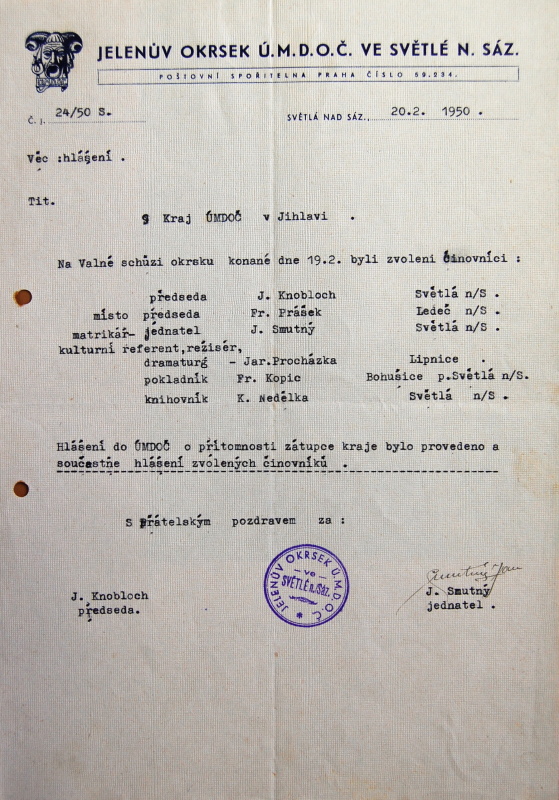 JELENŮV OKRSEK Ú.M.D.O.Č. VE SVĚTLÉ N. SÁZ.
POŠTOVNÍ SPOŘITELNA PRAHA ČÍSLO 59.234.
Č. j. 24/50 S.
SVĚTLÁ NAD SÁZ., 20.2. 1950 .
Věc :hlášení .
Tit.
Kraj ÚMDOČ v Jihlavi .
Na Valné schůzi okrsku konané dne 19.2. byli zvoleni činovníci :
předseda J. Knobloch Světlá n/S .
místo předseda Fr. Prášek Ledeč n/S .
matrikář- jednatel J. Smutný Světlá n/S .
kulturní referent,režisér,
dramaturg - Jar.Procházka Lipnice .
pokladník Fr. Kopic Bohušice p.Světlá n/S.
knihovník K. Nedělka Světlá n/S .
Hlášení do ÚMDOČ o přítomnosti zátupce kraje bylo provedeno a
součastňe hlášení zvolených činovníků .
S přátelským pozdravem za :
JELENŮV OKRSEK Ú.M.D.O.Č.
ve
SVĚTLÉ n./Sáz.
Smutný Jan
J. Knobloch
předseda.
J. Smutný
jednatel .